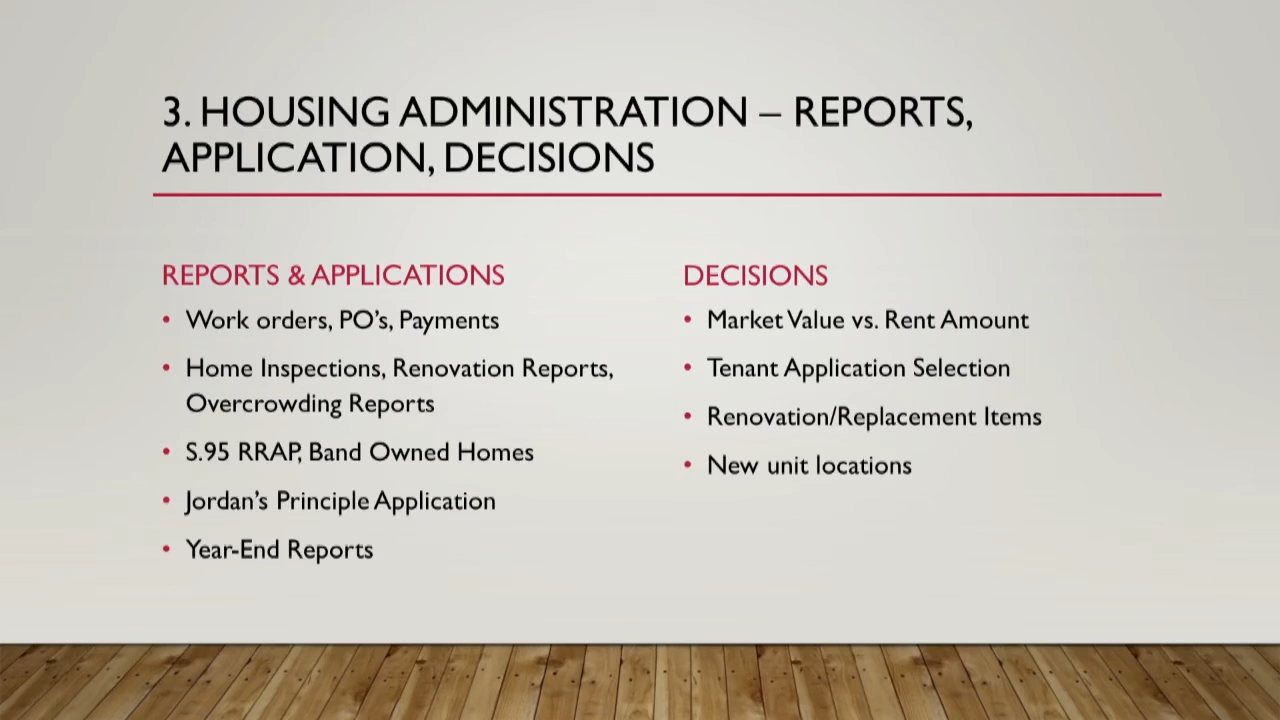 3. HOUSING ADMINISTRATION – REPORTS,
APPLICATION, DECISIONS
REPORTS & APPLICATIONS
• Work orders, PO's, Payments
• Home Inspections, Renovation Reports,
Overcrowding Reports
• S.95 RRAP, Band Owned Homes
• Jordan's Principle Application
• Year-End Reports
DECISIONS
• Market Value vs. Rent Amount
• Tenant Application Selection
• Renovation/Replacement Items
• New unit locations